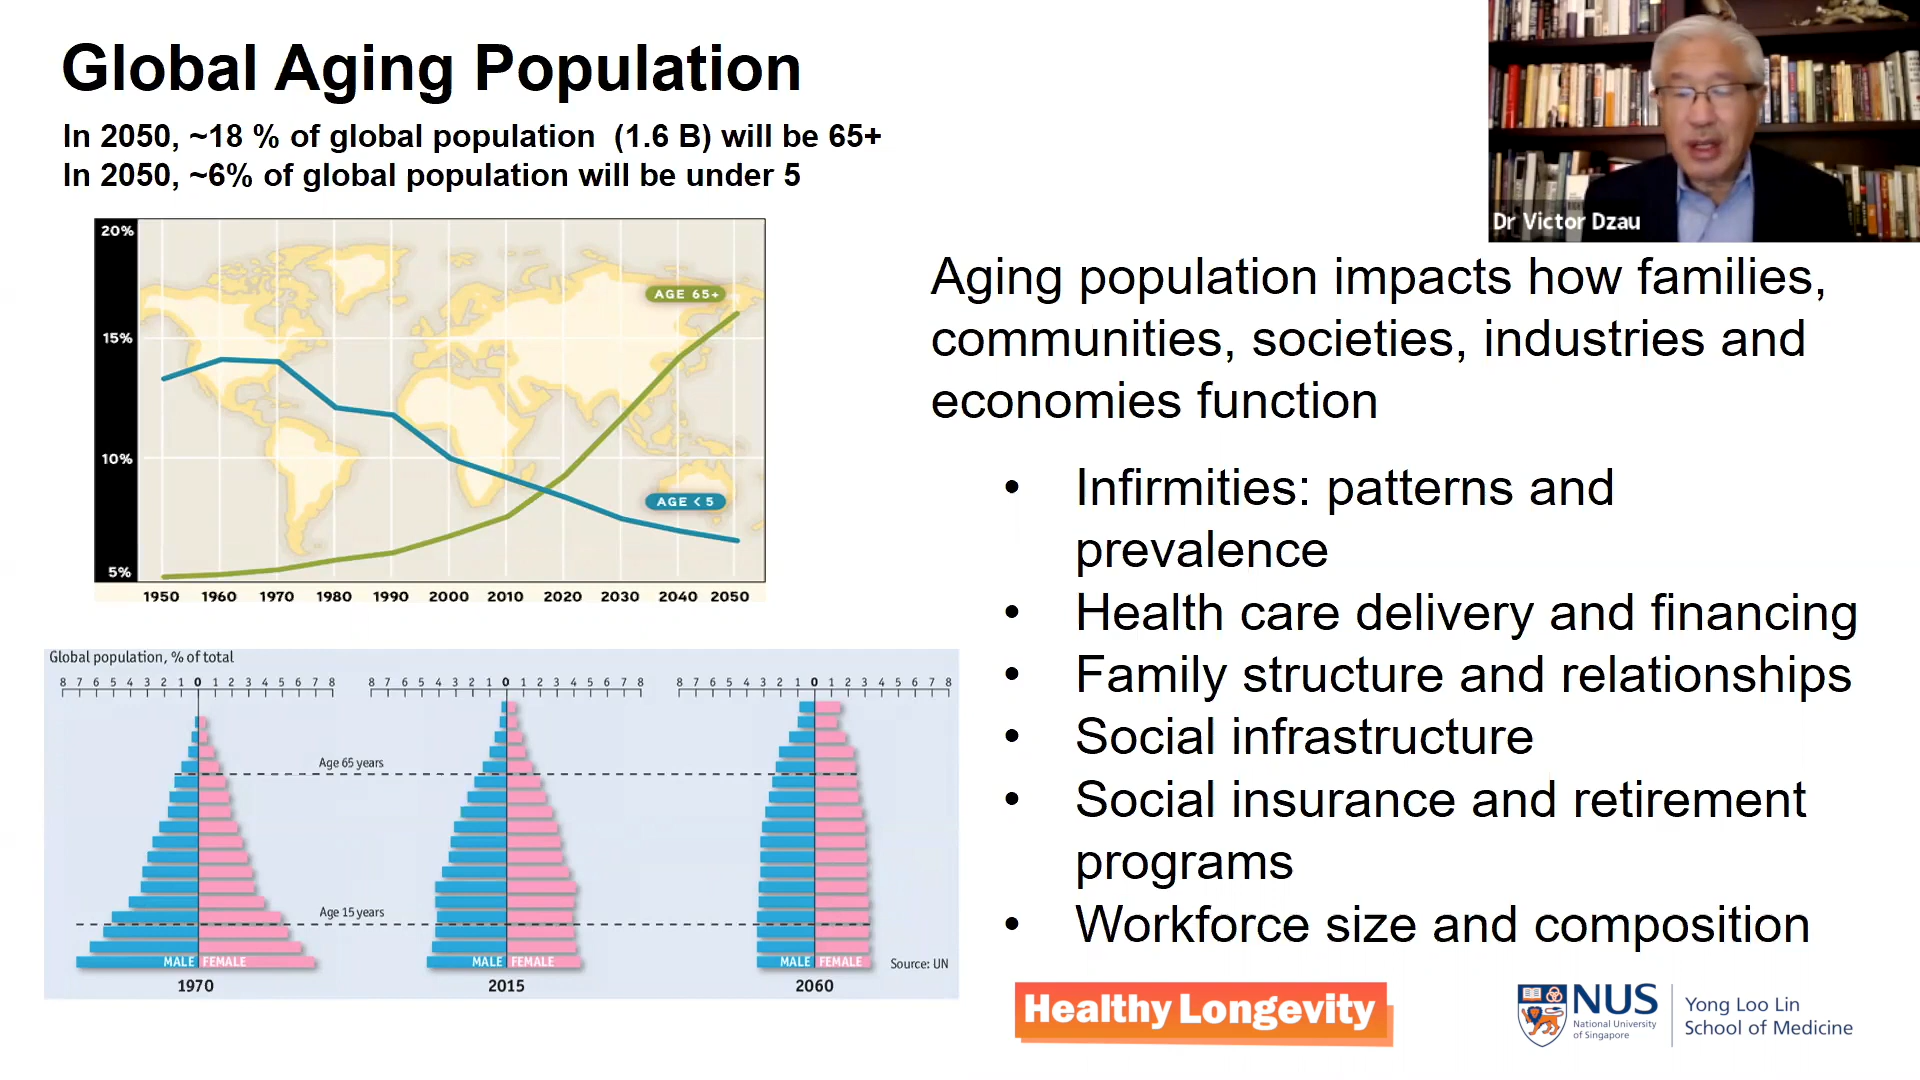 Global Aging Population
In 2050, ~18 % of global population (1.6 B) will be 65+
In 2050, ~6% of global population will be under 5
20%
15%
10%
5%
AGE 65+
AGE < 5
1950 1960 1970 1980 1990 2000 2010 2020 2030 2040 2050
Global population, % of total
8 7 6 5 4 3 2 1 0 1 2 3 4 5 6 7 8
8 7 6 5 4 3 2 1 0 1 2 3 4 5 6 7 8
8 7 6 5 4 3 2 1 0 1 2 3 4 5 6 7 8
Age 65 years
Age 15 years
MALE FEMALE
MALE FEMALE
MALE FEMALE
Source: UN
1970
2015
2060
Dr Victor Dzau
Aging population impacts how families,
communities, societies, industries and
economies function
• Infirmities: patterns and
prevalence
• Health care delivery and financing
• Family structure and relationships
• Social infrastructure
• Social insurance and retirement
programs
• Workforce size and composition
Healthy Longevity
NUS
National University
of Singapore
Yong Loo Lin
School of Medicine